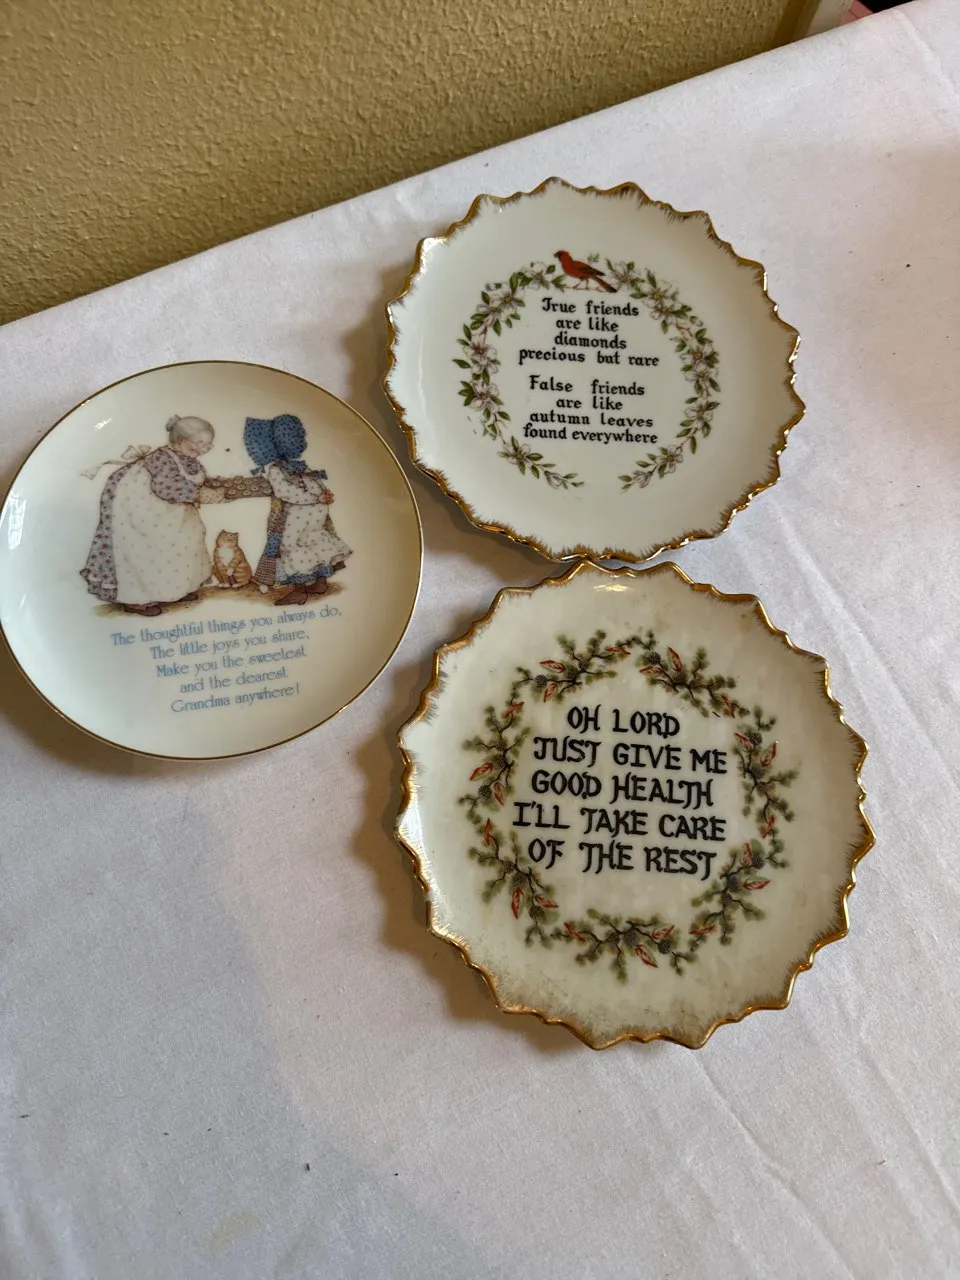 True friends
are like
diamonds
precious but rare
False friends
are like
autumn leaves
found everywhere
The thoughtful things you always do,
The little joys you share,
Make you the sweetest
and the dearest
Grandma anywhere!
OH LORD
JUST GIVE ME
GOOD HEALTH
I'LL TAKE CARE
OF THE REST